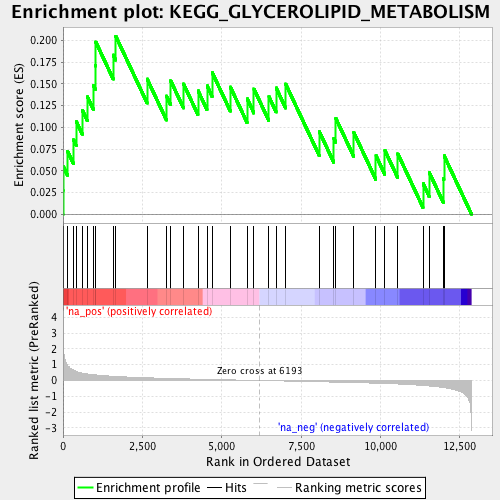 Enrichment plot: KEGG_GLYCEROLIPID_METABOLISM
Enrichment score (ES)
0.200
0.175
0.150
0.125
0.100
0.075
0.050
0.025
0.000
'na_pos' (positively correlated)
Ranked list metric (PreRanked)
4
3
2
1
0
-1
-2
-3
Zero cross at 6193
'na_neg' (negatively correlated)
0
2,500
5,000
7,500
10,000
12,500
Rank in Ordered Dataset
Enrichment profile
Hits
Ranking metric scores